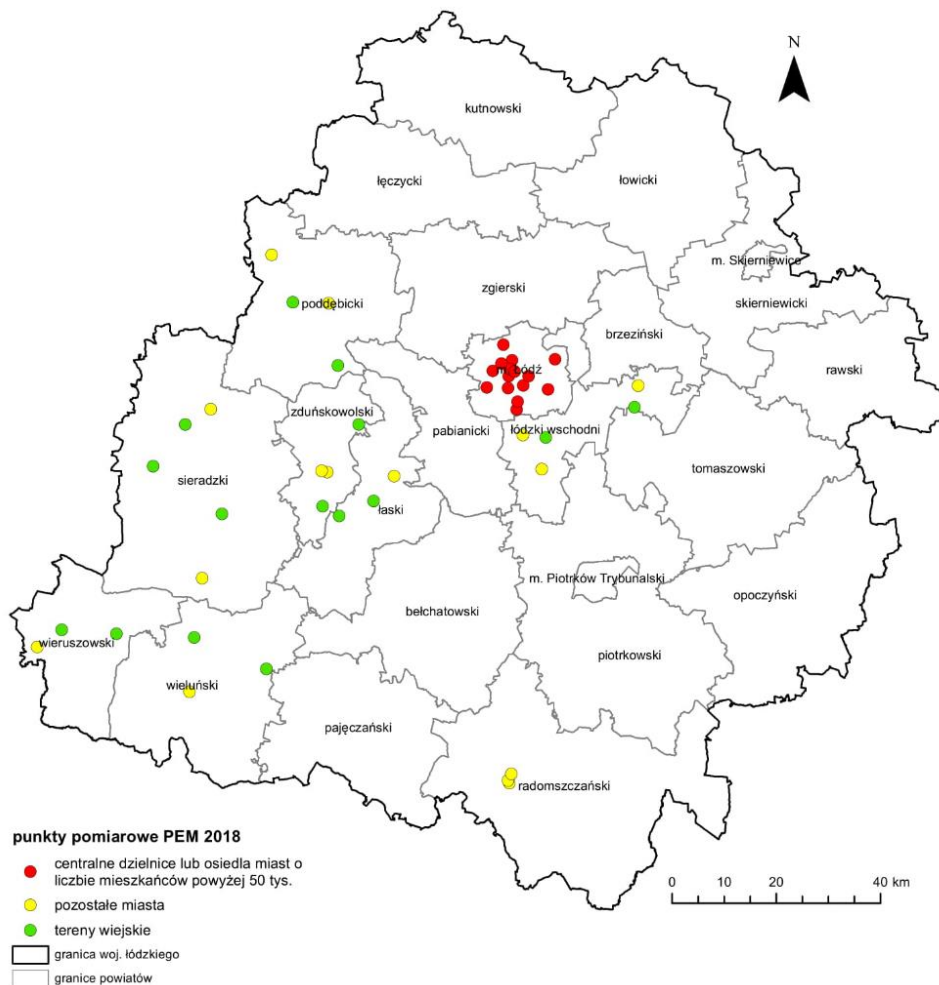 N
kutnowski
łęczycki
łowicki
m. Skierniewice
skierniewicki
zgierski
poddębicki
brzeziński
rawski
m. Łódź
zduńskowolski
pabianicki
łódzki wschodni
tomaszowski
sieradzki
łaski
m. Piotrków Trybunalski
opoczyński
bełchatowski
wieruszowski
piotrkowski
wieluński
pajęczański
radomszczański
punkty pomiarowe PEM 2018
centralne dzielnice lub osiedla miast o
liczbie mieszkańców powyżej 50 tys.
pozostałe miasta
tereny wiejskie
granica woj. łódzkiego
granice powiatów
0 10 20 40 km